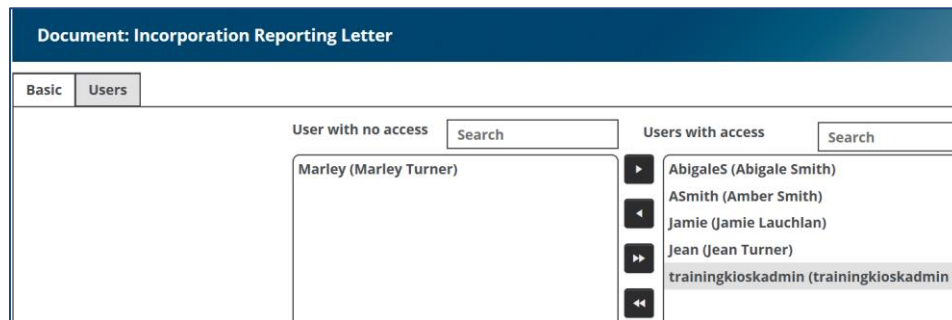 Document: Incorporation Reporting Letter
Basic Users
User with no access Search Users with access Search
Marley (Marley Turner)
AbigaleS (Abigale Smith)
ASmith (Amber Smith)
Jamie (Jamie Lauchlan)
Jean (Jean Turner)
trainingkioskadmin (trainingkioskadmin